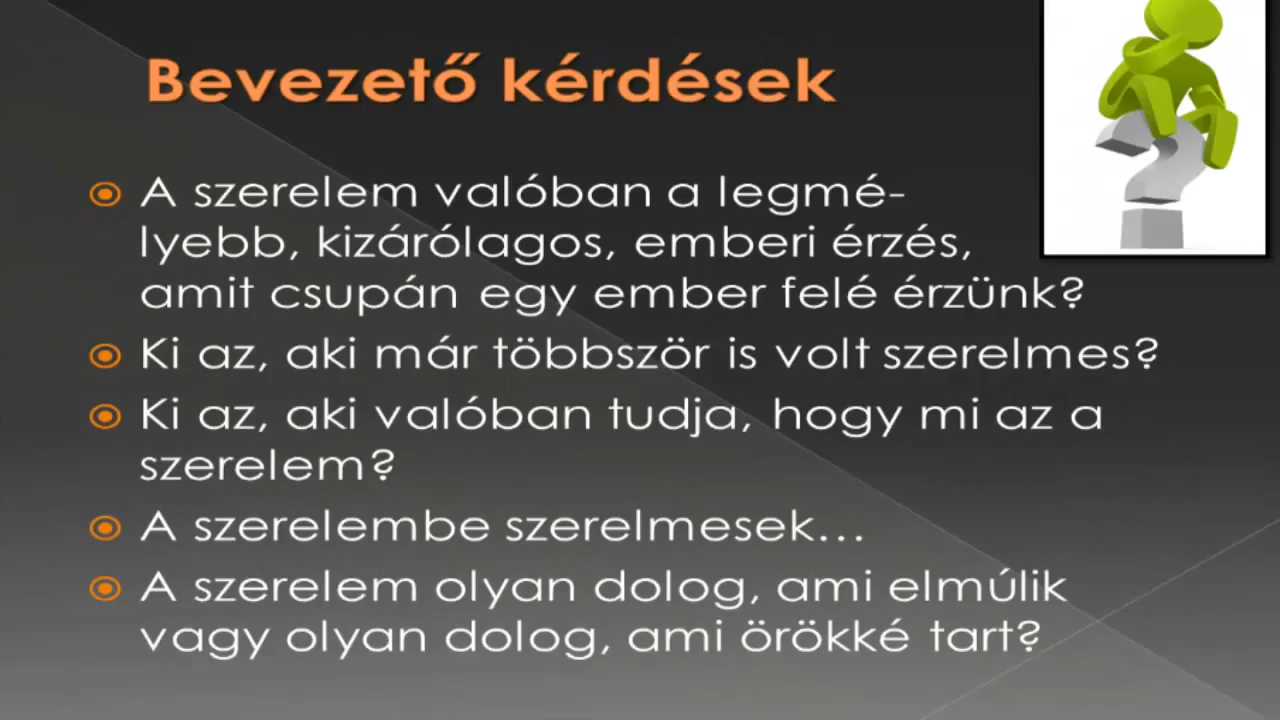 Bevezető kérdések
A szerelem valóban a legmé-
lyebb, kizárólagos, emberi érzés,
amit csupán egy ember felé érzünk?
Ki az, aki már többször is volt szerelmes?
Ki az, aki valóban tudja, hogy mi az a
szerelem?
A szerelembe szerelmesek...
A szerelem olyan dolog, ami elmúlik
vagy olyan dolog, ami örökké tart?